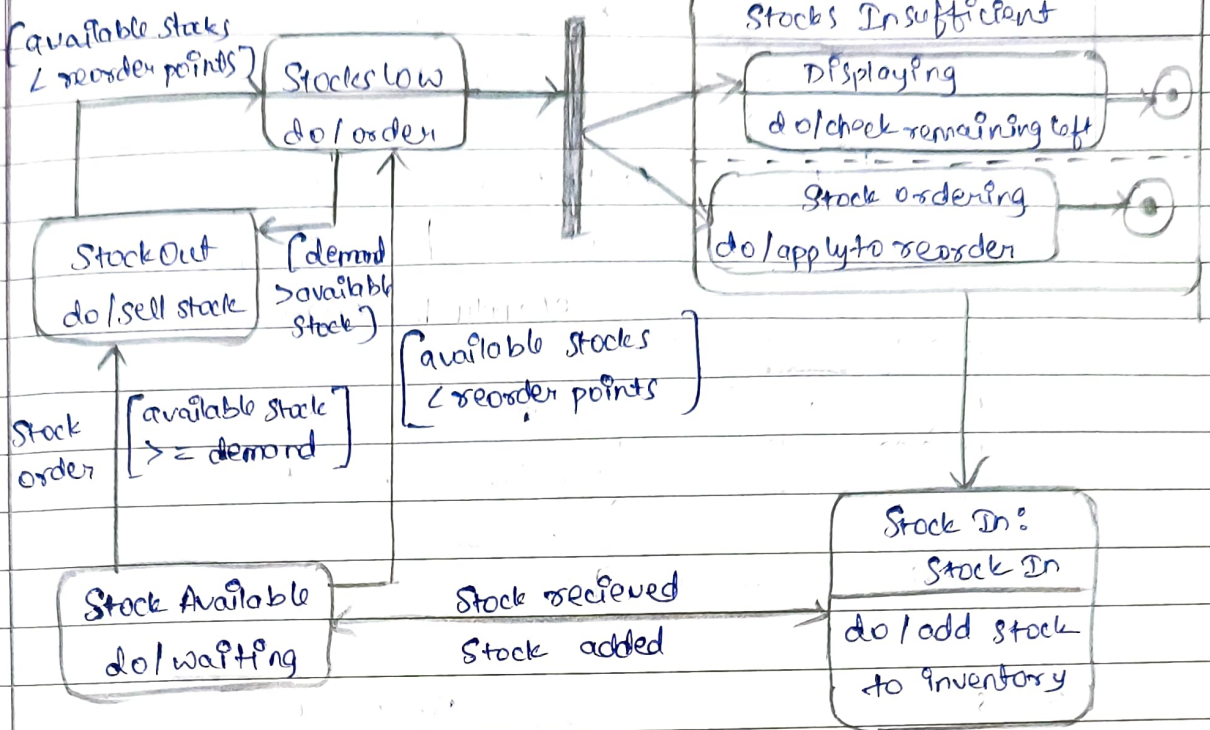 [available stocks
< reorder points]
Stocks low
do/order
Stocks Insufficient
Displaying
do/check remaining left
Stock ordering
do/apply to reorder
Stock Out
do/sell stock
[demand
>available
stock]
[available stocks
<reorder points]
Stock
order
[available stock
>= demand]
Stock Available
do/waiting
Stock recieved
Stock added
Stock In:
Stock In
do/add stock
to inventory